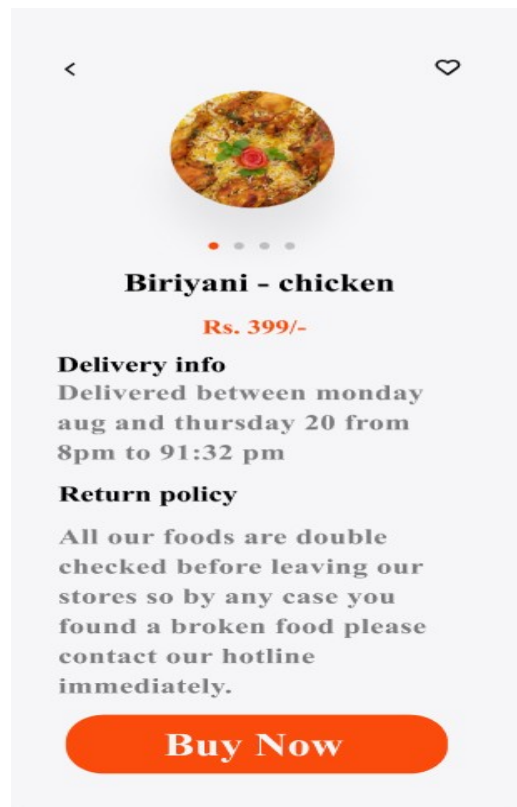 Biriyani - chicken
Rs. 399/-
Delivery info
Delivered between monday
aug and thursday 20 from
8pm to 91:32 pm
Return policy
All our foods are double
checked before leaving our
stores so by any case you
found a broken food please
contact our hotline
immediately.
Buy Now